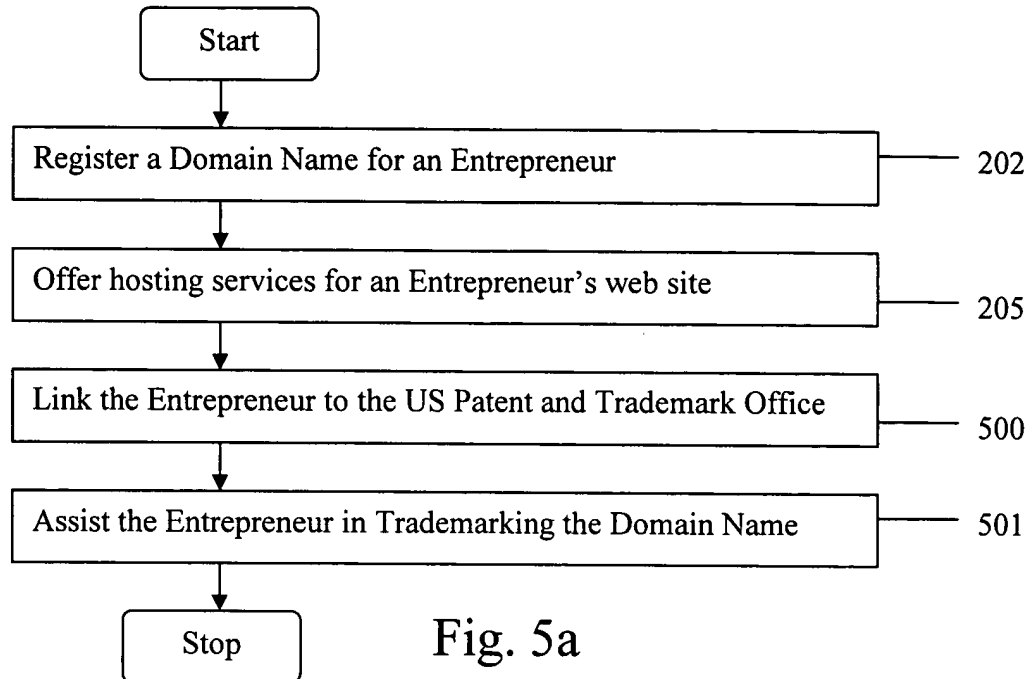 Start
Register a Domain Name for an Entrepreneur
202
Offer hosting services for an Entrepreneur's web site
205
Link the Entrepreneur to the US Patent and Trademark Office
500
Assist the Entrepreneur in Trademarking the Domain Name
501
Stop
Fig. 5a